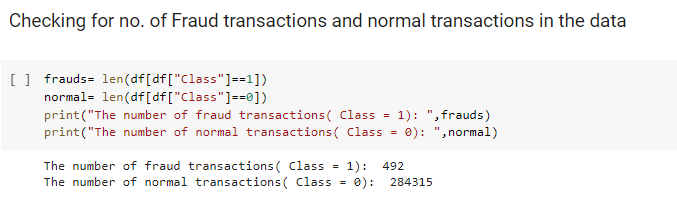 Checking for no. of Fraud transactions and normal transactions in the data
[ ] frauds= len(df[df["Class"]==1])
normal= len(df[df["Class"]==0])
print("The number of fraud transactions( Class = 1): ",frauds)
print("The number of normal transactions( Class = 0): ",normal)
The number of fraud transactions( Class = 1):  492
The number of normal transactions( Class = 0):  284315